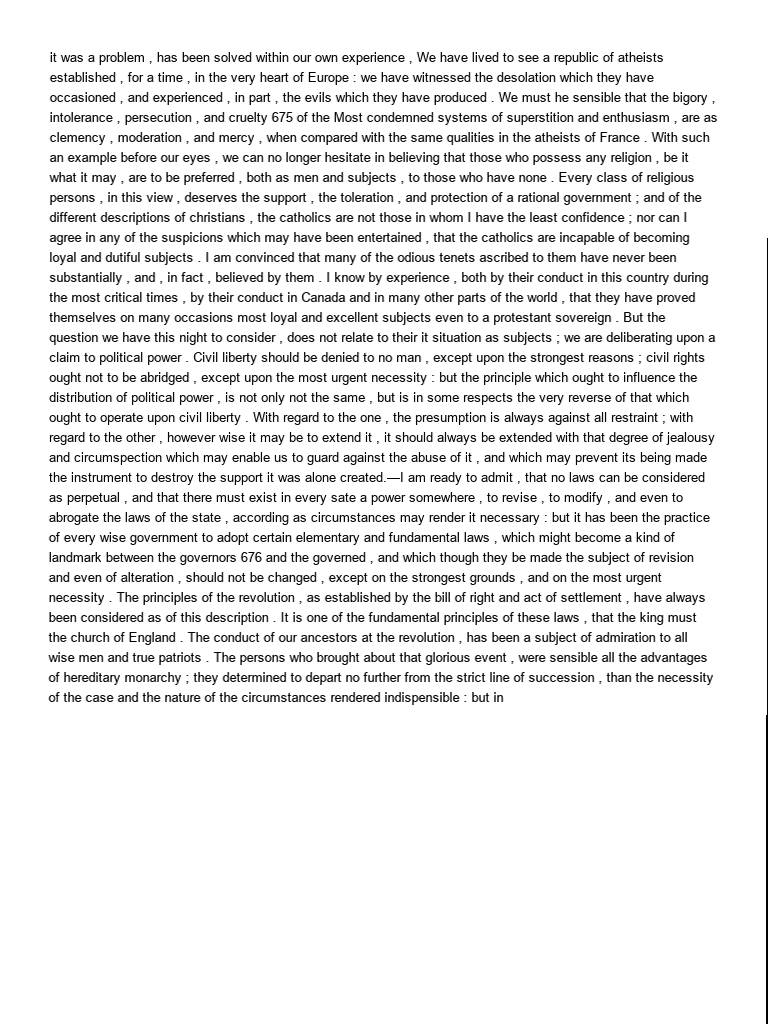 it was a problem , has been solved within our own experience , We have lived to see a republic of atheists
established , for a time , in the very heart of Europe : we have witnessed the desolation which they have
occasioned , and experienced , in part , the evils which they have produced . We must he sensible that the bigory ,
intolerance , persecution , and cruelty 675 of the Most condemned systems of superstition and enthusiasm , are as
clemency , moderation , and mercy , when compared with the same qualities in the atheists of France . With such
an example before our eyes , we can no longer hesitate in believing that those who possess any religion , be it
what it may , are to be preferred , both as men and subjects , to those who have none . Every class of religious
persons , in this view , deserves the support , the toleration , and protection of a rational government ; and of the
different descriptions of christians , the catholics are not those in whom I have the least confidence ; nor can I
agree in any of the suspicions which may have been entertained , that the catholics are incapable of becoming
loyal and dutiful subjects . I am convinced that many of the odious tenets ascribed to them have never been
substantially , and , in fact , believed by them . I know by experience , both by their conduct in this country during
the most critical times , by their conduct in Canada and in many other parts of the world , that they have proved
themselves on many occasions most loyal and excellent subjects even to a protestant sovereign . But the
question we have this night to consider , does not relate to their it situation as subjects ; we are deliberating upon a
claim to political power . Civil liberty should be denied to no man , except upon the strongest reasons ; civil rights
ought not to be abridged , except upon the most urgent necessity : but the principle which ought to influence the
distribution of political power , is not only not the same , but is in some respects the very reverse of that which
ought to operate upon civil liberty . With regard to the one , the presumption is always against all restraint ; with
regard to the other , however wise it may be to extend it , it should always be extended with that degree of jealousy
and circumspection which may enable us to guard against the abuse of it , and which may prevent its being made
the instrument to destroy the support it was alone created.—I am ready to admit , that no laws can be considered
as perpetual , and that there must exist in every sate a power somewhere , to revise , to modify , and even to
abrogate the laws of the state , according as circumstances may render it necessary : but it has been the practice
of every wise government to adopt certain elementary and fundamental laws , which might become a kind of
landmark between the governors 676 and the governed , and which though they be made the subject of revision
and even of alteration , should not be changed , except on the strongest grounds , and on the most urgent
necessity . The principles of the revolution , as established by the bill of right and act of settlement , have always
been considered as of this description . It is one of the fundamental principles of these laws , that the king must
the church of England . The conduct of our ancestors at the revolution , has been a subject of admiration to all
wise men and true patriots . The persons who brought about that glorious event , were sensible all the advantages
of hereditary monarchy ; they determined to depart no further from the strict line of succession , than the necessity
of the case and the nature of the circumstances rendered indispensible : but in